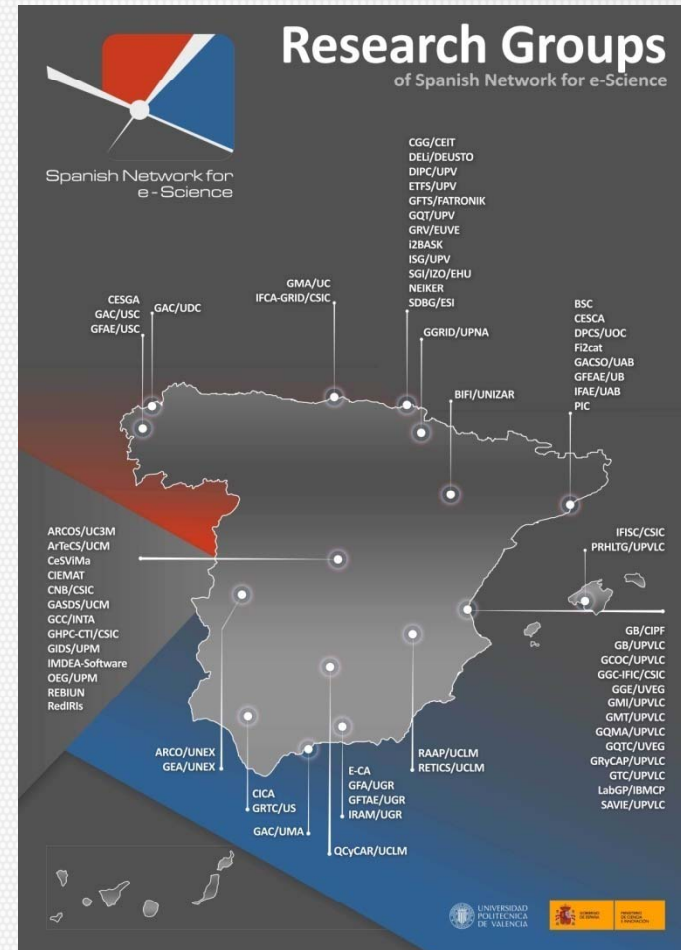 Research Groups
of Spanish Network for e-Science
Spanish Network for
e-Science
CGG/CEIT
DELi/DEUSTO
DIPC/UPV
ETFS/UPV
GFTS/FATRONIK
GQT/UPV
GRV/EUVE
i2BASK
ISG/UPV
SGI/IZO/EHU
NEIKER
SDBG/ESI
GMA/UC
IFCA-GRID/CSIC
CESGA
GAC/USC
GFAE/USC
GAC/UDC
GGRID/UPNA
BIFI/UNIZAR
BSC
CESCA
DPCS/UOC
Fi2cat
GACSO/UAB
GFEAE/UB
IFAE/UAB
PIC
IFISC/CSIC
PRHLTG/UPVLC
ARCOS/UC3M
ArTeCS/UCM
CeSViMa
CIEMAT
CNB/CSIC
GASDS/UCM
GCC/INTA
GHPC-CTI/CSIC
GIDS/UPM
IMDEA-Software
OEG/UPM
REBIUN
RedIRIs
GB/CIPF
GB/UPVLC
GCOC/UPVLC
GGC-IFIC/CSIC
GGE/UVEG
GMI/UPVLC
GMT/UPVLC
GQMA/UPVLC
GQTC/UVEG
GRyCAP/UPVLC
GTC/UPVLC
LabGP/IBMCP
SAVIE/UPVLC
ARCO/UNEX
GEA/UNEX
CICA
GRTC/US
GAC/UMA
E-CA
GFA/UGR
GFTAE/UGR
IRAM/UGR
RAAP/UCLM
RETICS/UCLM
QCyCAR/UCLM
UNIVERSIDAD
POLITECNICA
DE VALENCIA
GOBIERNO
DE ESPAÑA
MINISTERIO
DE CIENCIA
E INNOVACIÓN